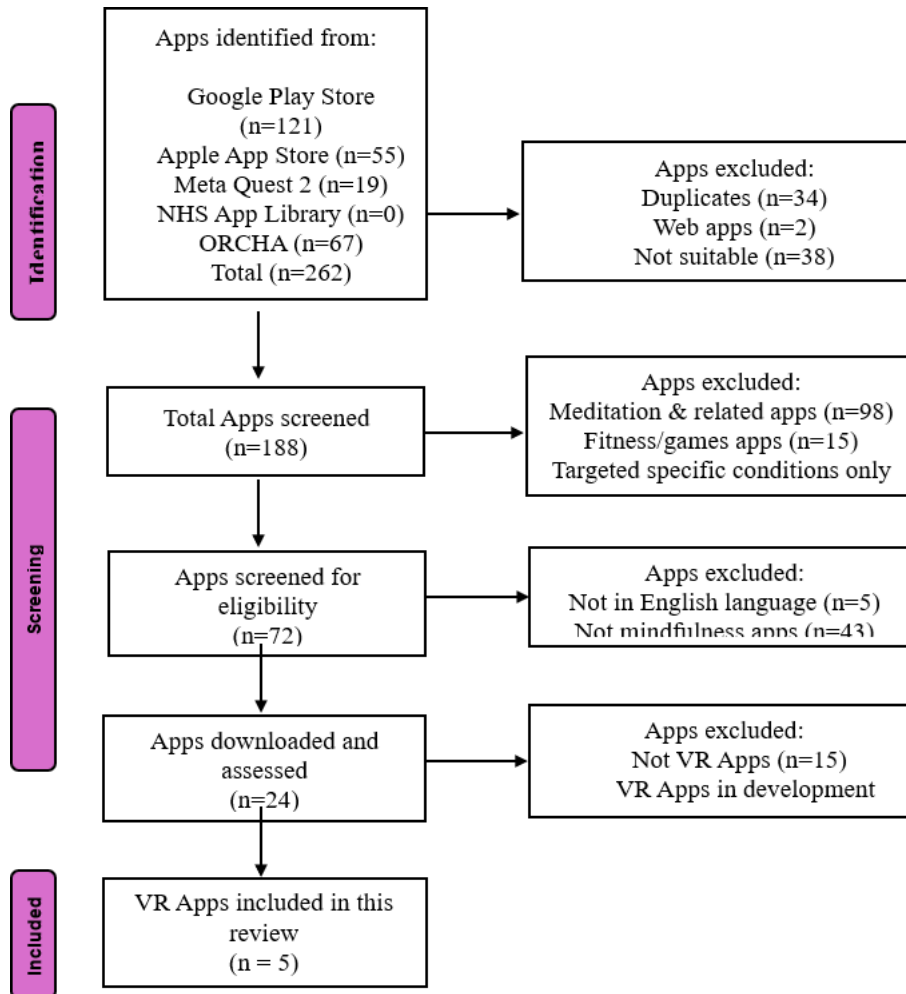 Identification
Apps identified from:
Google Play Store
(n=121)
Apple App Store (n=55)
Meta Quest 2 (n=19)
NHS App Library (n=0)
ORCHA (n=67)
Total (n=262)
Apps excluded:
Duplicates (n=34)
Web apps (n=2)
Not suitable (n=38)
Screening
Total Apps screened
(n=188)
Apps excluded:
Meditation & related apps (n=98)
Fitness/games apps (n=15)
Targeted specific conditions only
Apps screened for
eligibility
(n=72)
Apps excluded:
Not in English language (n=5)
Not mindfulness apps (n=43)
Apps downloaded and
assessed
(n=24)
Apps excluded:
Not VR Apps (n=15)
VR Apps in development
Included
VR Apps included in this
review
(n = 5)